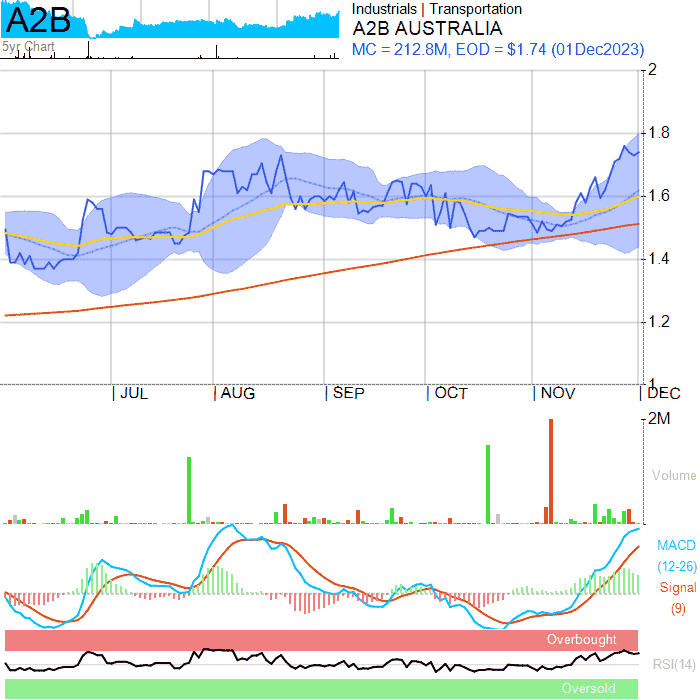 A2B
5yr Chart
Industrials | Transportation
A2B AUSTRALIA
MC = 212.8M, EOD = $1.74 (01Dec2023)
2
1.8
1.6
1.4
1.2
1
JUL AUG SEP OCT NOV DEC
2M
Volume
MACD
(12-26)
Signal
(9)
Overbought
RSI(14)
Oversold